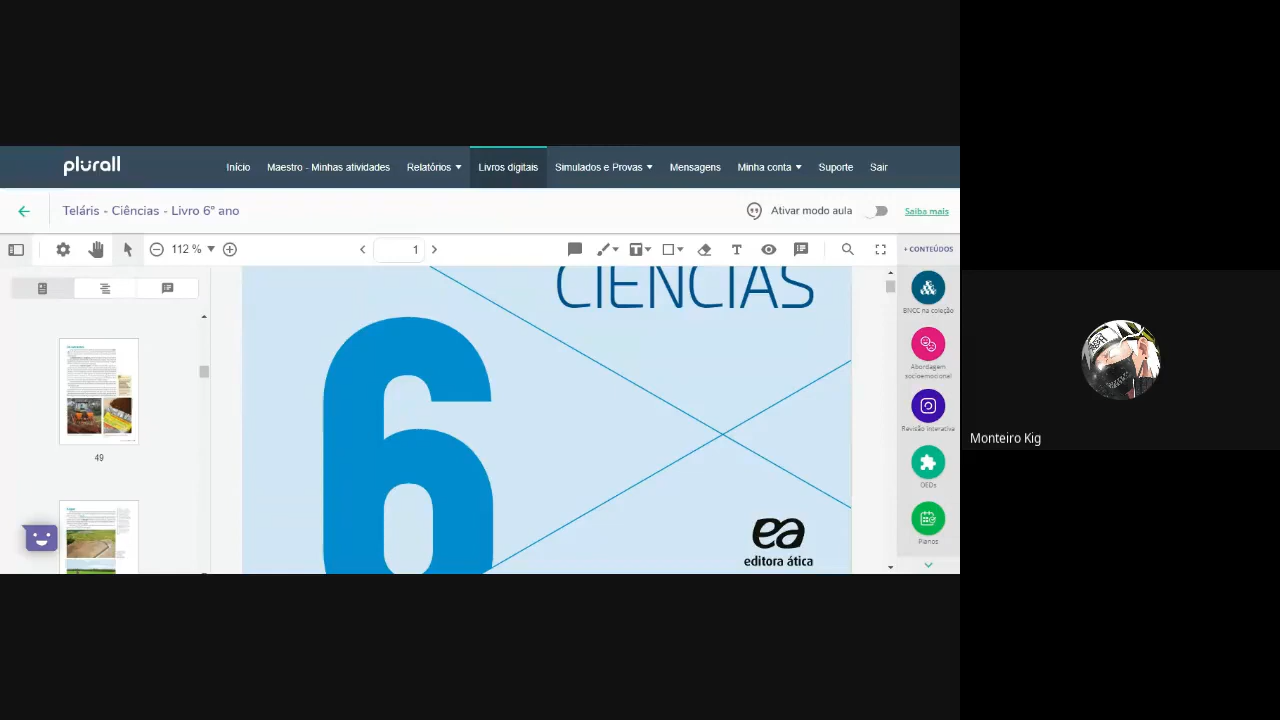 plurall
Início Maestro - Minhas atividades Relatórios Livros digitais Simulados e Provas Mensagens Minha conta Suporte Sair
Teláris - Ciências - Livro 6º ano
Ativar modo aula Saiba mais
112 % 1 + CONTEÚDOS
CIÊNCIAS
6
BNCC na coleção
Abordagem
socioemocional
Revisão interativa
OEDs
Planos
49
ea
editora ática
Monteiro Kig